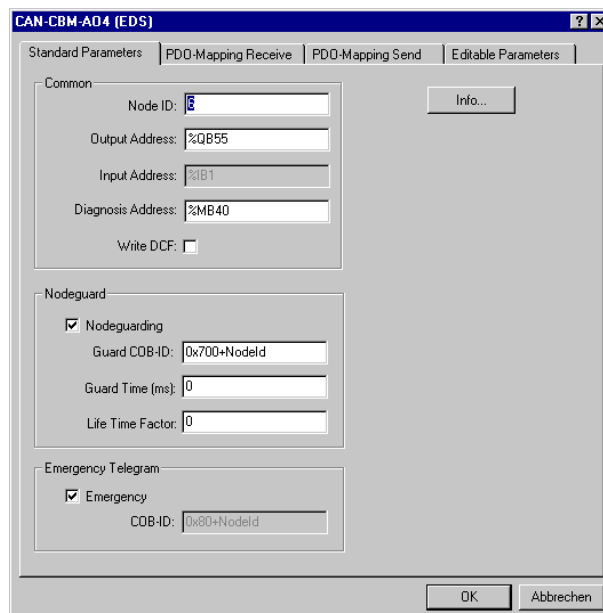 CAN-CBM-AO4 (EDS)
Standard Parameters PDO-Mapping Receive PDO-Mapping Send Editable Parameters
Common
Node ID: 6
Info...
Output Address: %QB55
Input Address: %IB1
Diagnosis Address: %MB40
Write DCF:
Nodeguard
Nodeguarding
Guard COB-ID: 0x700+NodeId
Guard Time (ms): 0
Life Time Factor: 0
Emergency Telegram
Emergency
COB-ID: 0x80+NodeId
OK Abbrechen